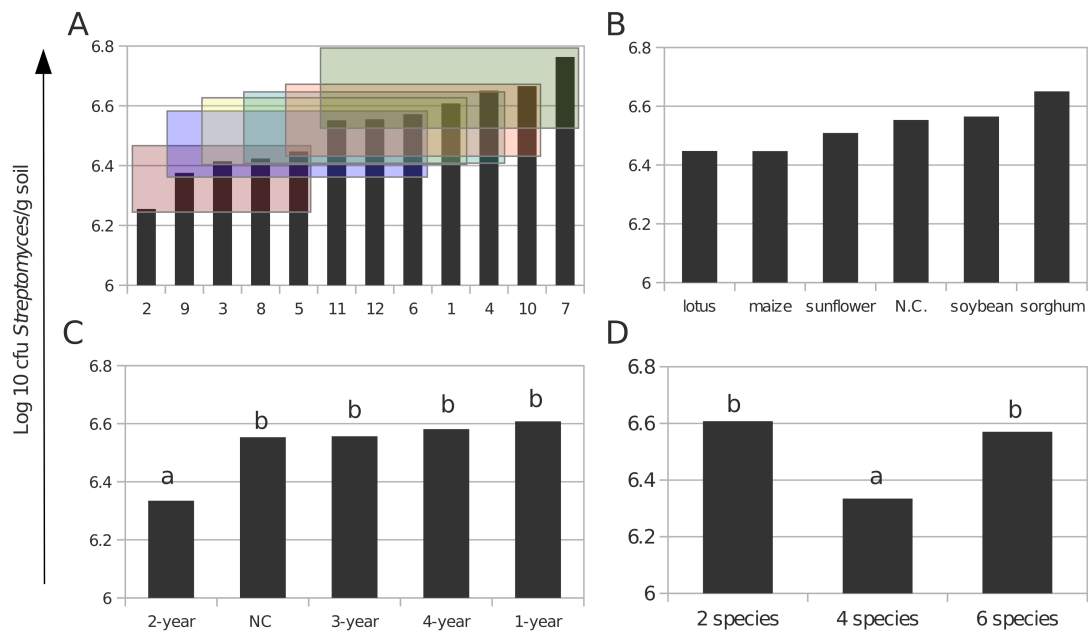 A
B
Log 10 cfu Streptomyces/g soil
6.8
6.6
6.4
6.2
6
2 9 3 8 5 11 12 6 1 4 10 7
6.8
6.6
6.4
6.2
6
lotus maize sunflower N.C. soybean sorghum
C
D
6.8
6.6
6.4
6.2
6
a b b b b
2-year NC 3-year 4-year 1-year
6.8
6.6
6.4
6.2
6
b a b
2 species 4 species 6 species